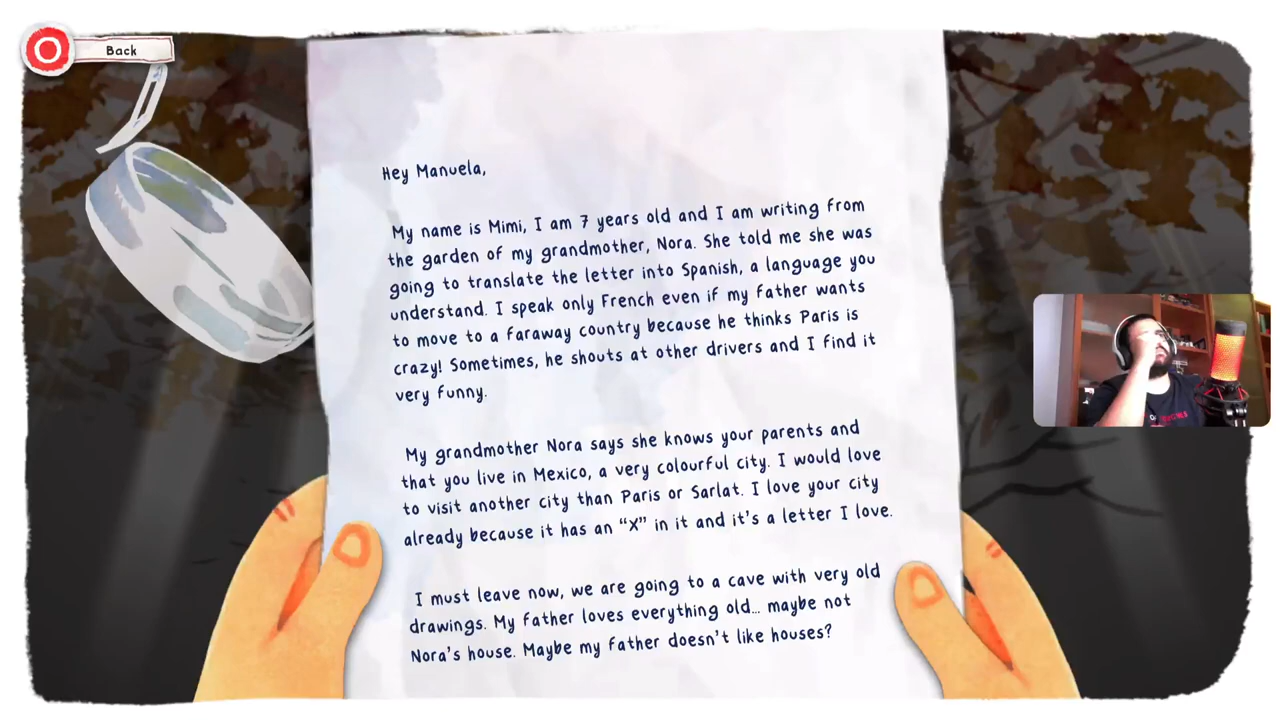 Back
Hey Manuela,
My name is Mimi, I am 7 years old and I am writing from
the garden of my grandmother, Nora. She told me she was
going to translate the letter into Spanish, a language you
understand. I speak only French even if my father wants
to move to a faraway country because he thinks Paris is
crazy! Sometimes, he shouts at other drivers and I find it
very funny.
My grandmother Nora says she knows your parents and
that you live in Mexico, a very colourful city. I would love
to visit another city than Paris or Sarlat. I love your city
already because it has an “X” in it and it’s a letter I love.
I must leave now, we are going to a cave with very old
drawings. My father loves everything old... maybe not
Nora’s house. Maybe my father doesn’t like houses?